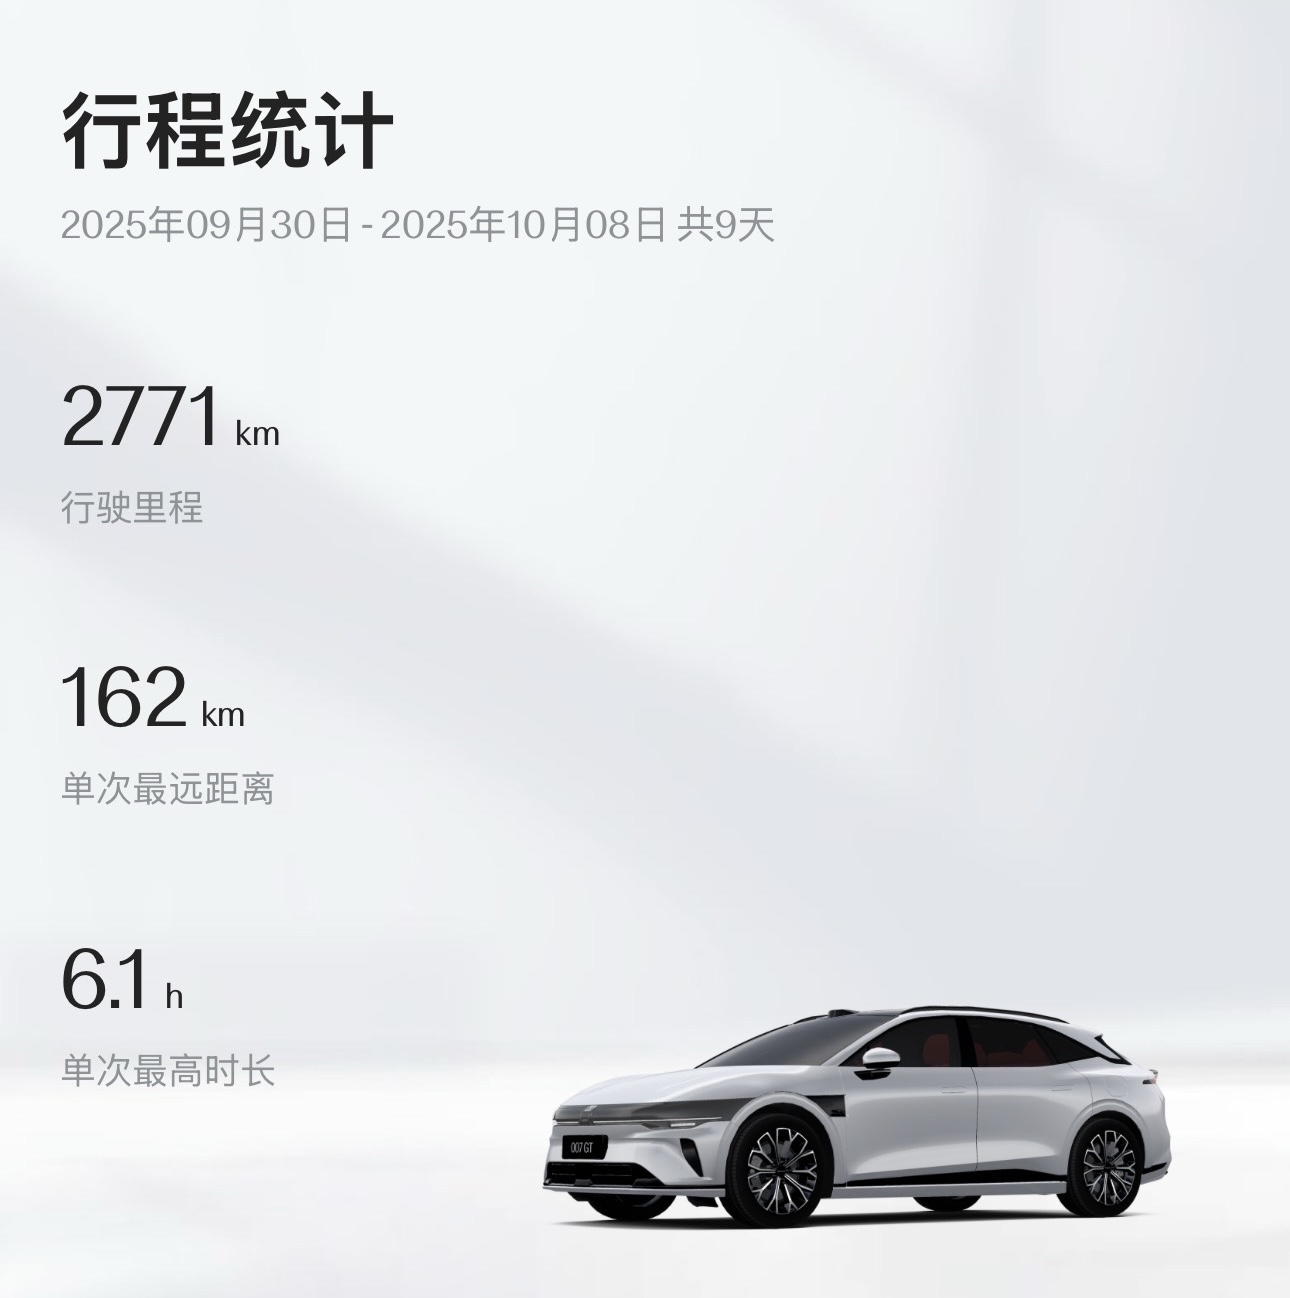 行程统计
2025年09月30日 - 2025年10月08日 共9天
2771 km
行驶里程
162 km
单次最远距离
6.1 h
单次最高时长
007 GT